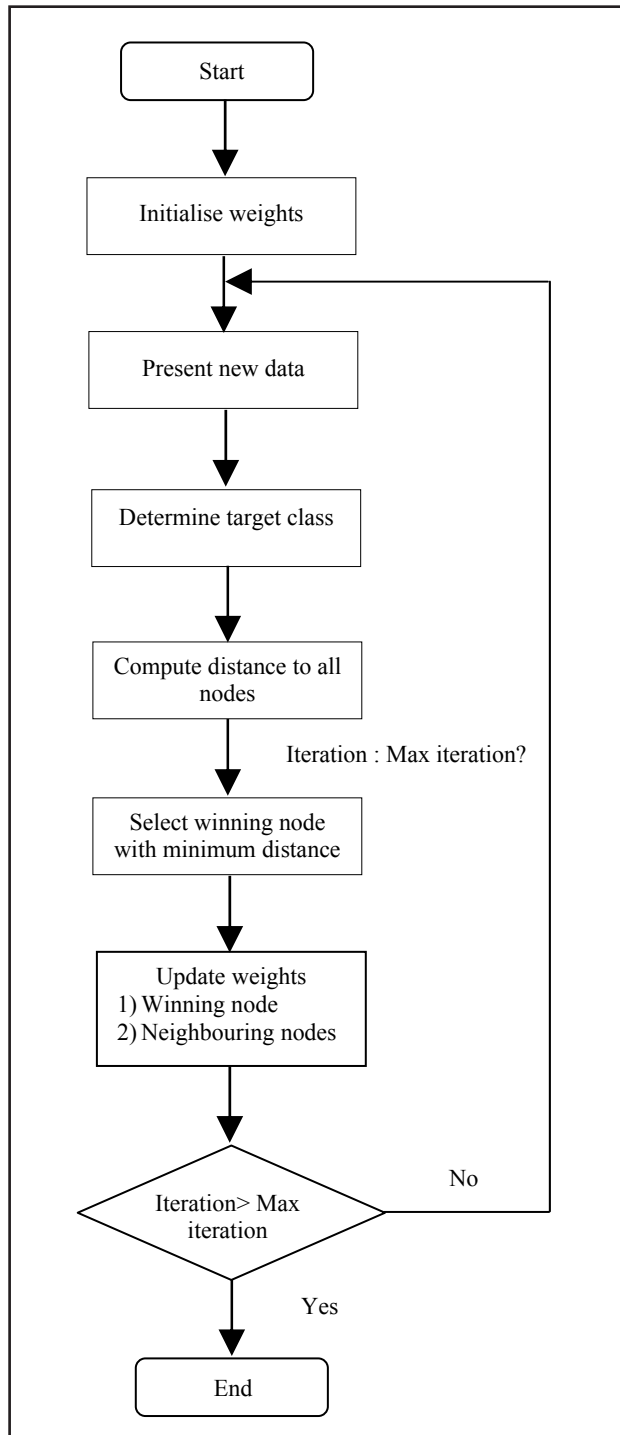 Start
Initialise weights
Present new data
Determine target class
Compute distance to all
nodes
Iteration : Max iteration?
Select winning node
with minimum distance
Update weights
1) Winning node
2) Neighbouring nodes
No
Iteration> Max
iteration
Yes
End